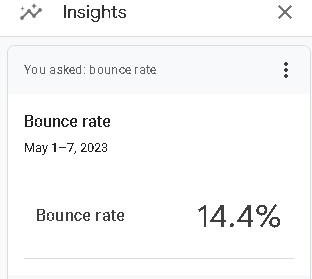 Insights
You asked: bounce rate
Bounce rate
May 1–7, 2023
Bounce rate 14.4%